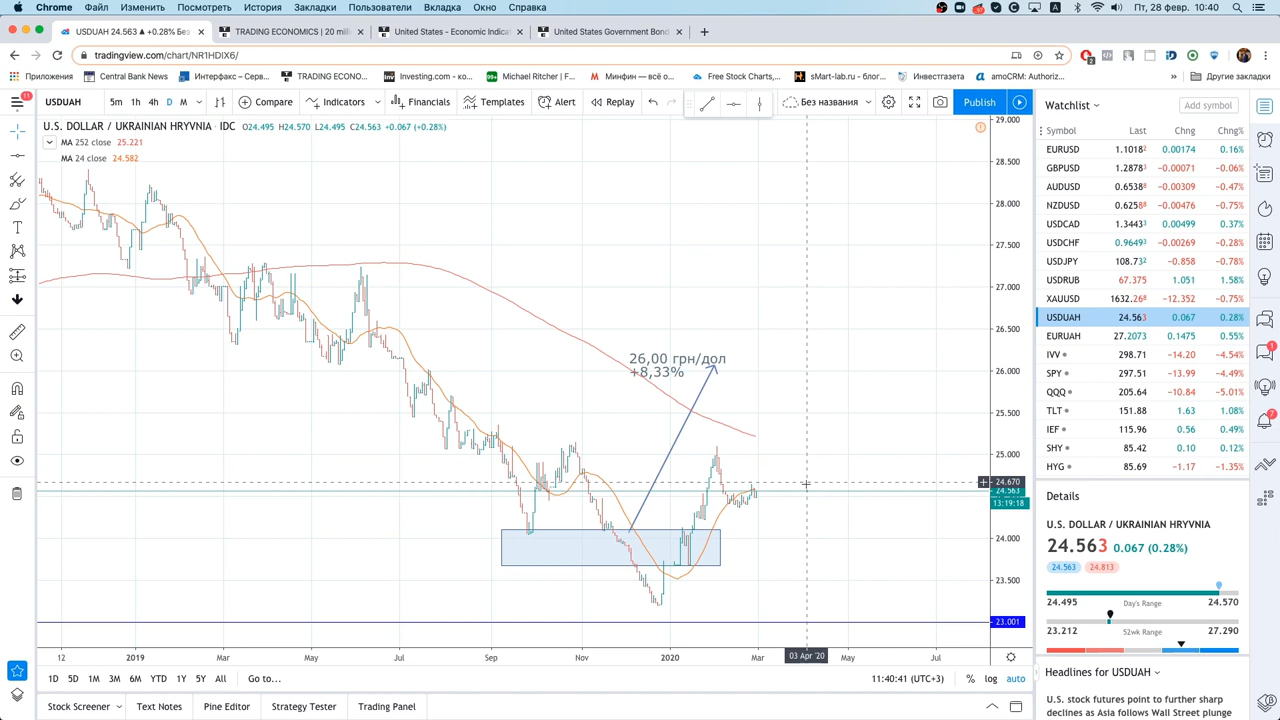 Chrome Файл Изменить Посмотреть История Закладки Пользователи Вкладка Окно Справка Пт, 28 февр. 10:40
USDUAH 24.563 ▲ +0.28% Без TRADING ECONOMICS | 20 mill United States - Economic Indicat United States Government Bond
tradingview.com/chart/NR1HDIX6/
Приложения Central Bank News Интерфакс – Серв... TRADING ECONO... Investing.com - ко... Michael Ritcher | F... Минфин — всё о... Free Stock Charts,... sMart-lab.ru - блог... Инвестгазета amoCRM: Authoriz... » Другие закладки
11 USDUAH 5m 1h 4h D M Compare Indicators Financials Templates Alert Replay Без названия Publish
Watchlist Add symbol
U.S. DOLLAR / UKRAINIAN HRYVNIA · IDC O24.495 H24.570 L24.495 C24.563 +0.067 (+0.28%)
MA 252 close 25.221
MA 24 close 24.582
26,00 грн/дол
+8,33%
29.000
28.500
28.000
27.500
27.000
26.500
26.000
25.500
25.000
24.670
24.563
13:19:18
24.000
23.500
23.001
12 2019 Mar May Jul Sep Nov 2020 Mar 03 Apr '20 May Jul
1D 5D 1M 3M 6M YTD 1Y 5Y All Go to... 11:40:41 (UTC+3) % log auto
Stock Screener Text Notes Pine Editor Strategy Tester Trading Panel
Symbol Last Chng Chng%
EURUSD 1.1018² 0.00174 0.16%
GBPUSD 1.2878³ −0.00071 −0.06%
AUDUSD 0.6538⁸ −0.00309 −0.47%
NZDUSD 0.6258⁸ −0.00476 −0.75%
USDCAD 1.3443³ 0.00499 0.37%
USDCHF 0.9649³ −0.00269 −0.28%
USDJPY 108.73² −0.858 −0.78%
USDRUB 67.375 1.051 1.58%
XAUUSD 1632.26⁸ −12.352 −0.75%
USDUAH 24.563 0.067 0.28%
EURUAH 27.2073 0.1475 0.55%
IVV 298.71 −14.20 −4.54%
SPY 297.51 −13.99 −4.49%
QQQ 205.64 −10.84 −5.01%
TLT 151.88 1.63 1.08%
IEF 115.96 0.56 0.49%
SHY 85.42 0.10 0.12%
HYG 85.69 −1.17 −1.35%
Details
U.S. DOLLAR / UKRAINIAN HRYVNIA
24.563 0.067 (0.28%)
24.563 24.813
24.495 Day's Range 24.570
23.212 52wk Range 27.290
Headlines for USDUAH
U.S. stock futures point to further sharp
declines as Asia follows Wall Street plunge
1
7